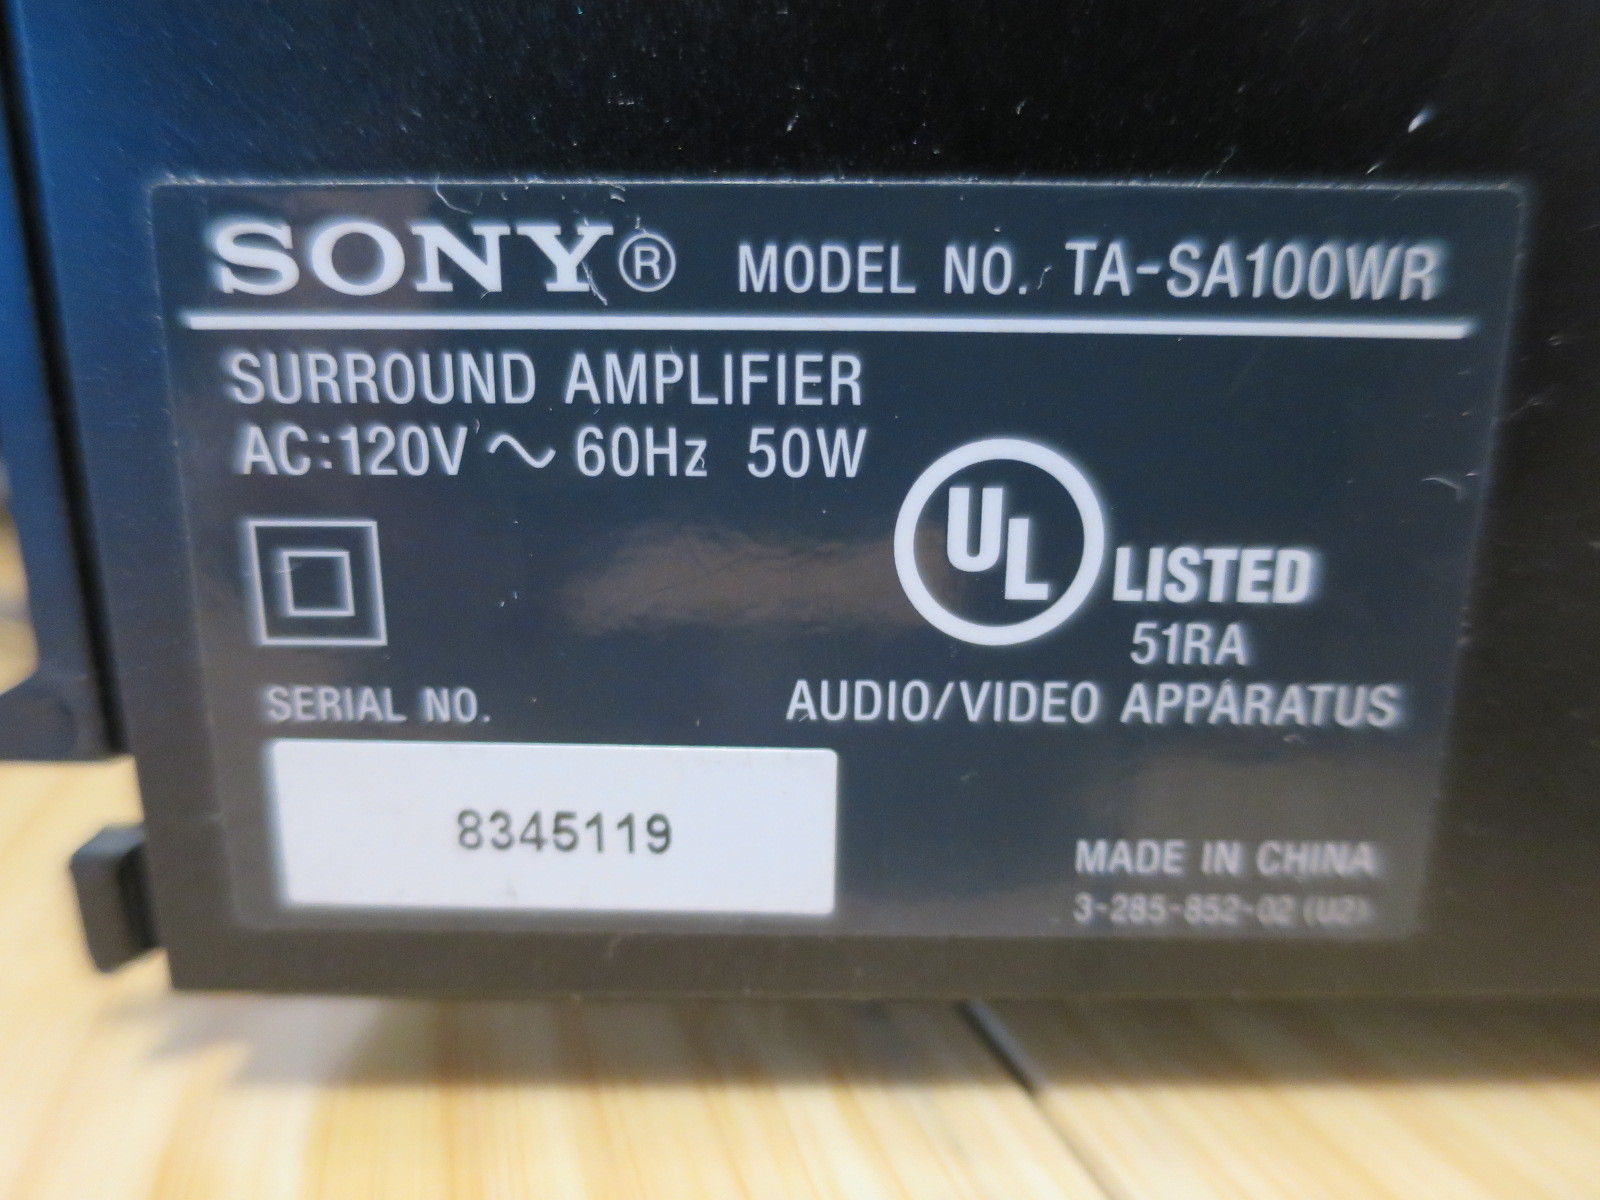 SONY® MODEL NO. TA-SA100WR
SURROUND AMPLIFIER
AC:120V ~ 60Hz 50W
UL LISTED
51RA
SERIAL NO. AUDIO/VIDEO APPARATUS
8345119
MADE IN CHINA
3-285-852-02 (U2)